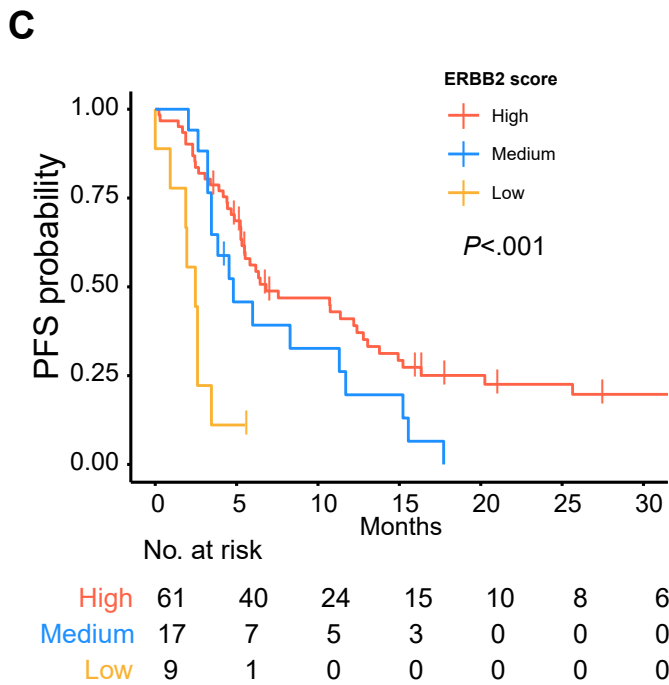 C
ERBB2 score
High
Medium
Low
P<.001
PFS probability
1.00
0.75
0.50
0.25
0.00
0 5 10 15 20 25 30
Months
No. at risk
High 61 40 24 15 10 8 6
Medium 17 7 5 3 0 0 0
Low 9 1 0 0 0 0 0